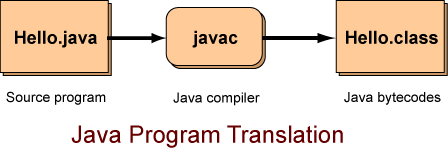 Hello.java
javac
Hello.class
Source program
Java compiler
Java bytecodes
Java Program Translation